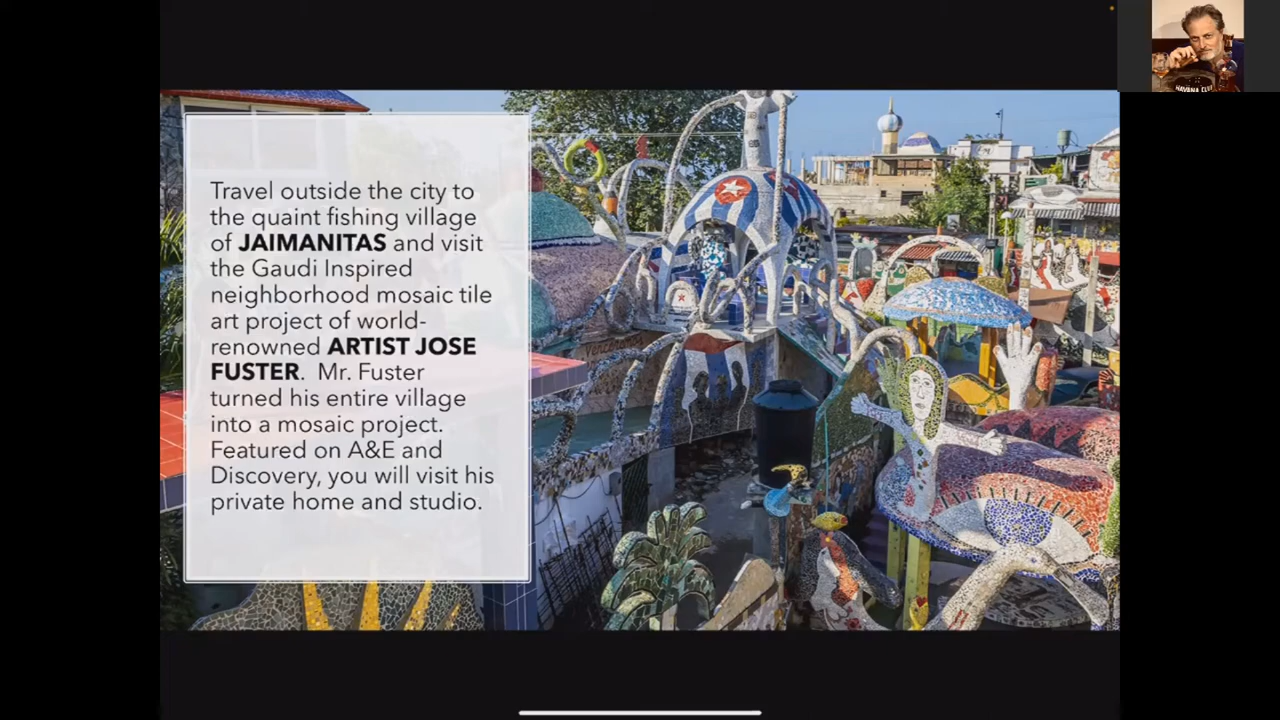 HAVANA CLUB
Travel outside the city to
the quaint fishing village
of JAIMANITAS and visit
the Gaudi Inspired
neighborhood mosaic tile
art project of world-
renowned ARTIST JOSE
FUSTER.  Mr. Fuster
turned his entire village
into a mosaic project.
Featured on A&E and
Discovery, you will visit his
private home and studio.